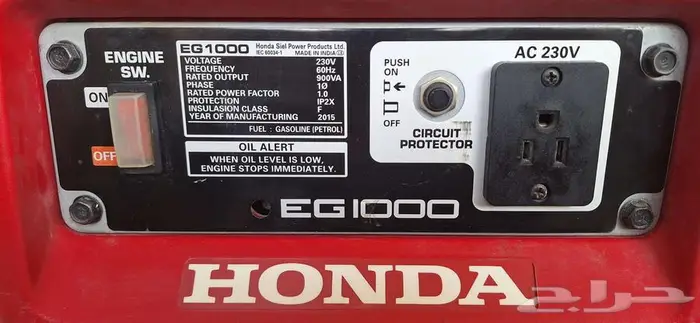 ENGINE
SW.
ON
OFF
EG1000 Honda Siel Power Products Ltd.
IEC 60034-1 MADE IN INDIA
VOLTAGE 230V
FREQUENCY 60Hz
RATED OUTPUT 900VA
PHASE 1Ø
RATED POWER FACTOR 1.0
PROTECTION IP2X
INSULASION CLASS F
YEAR OF MANUFACTURING 2015
FUEL : GASOLINE (PETROL)
OIL ALERT
WHEN OIL LEVEL IS LOW,
ENGINE STOPS IMMEDIATELY.
PUSH
ON
OFF
CIRCUIT
PROTECTOR
AC 230V
EG1000
HONDA
حراج